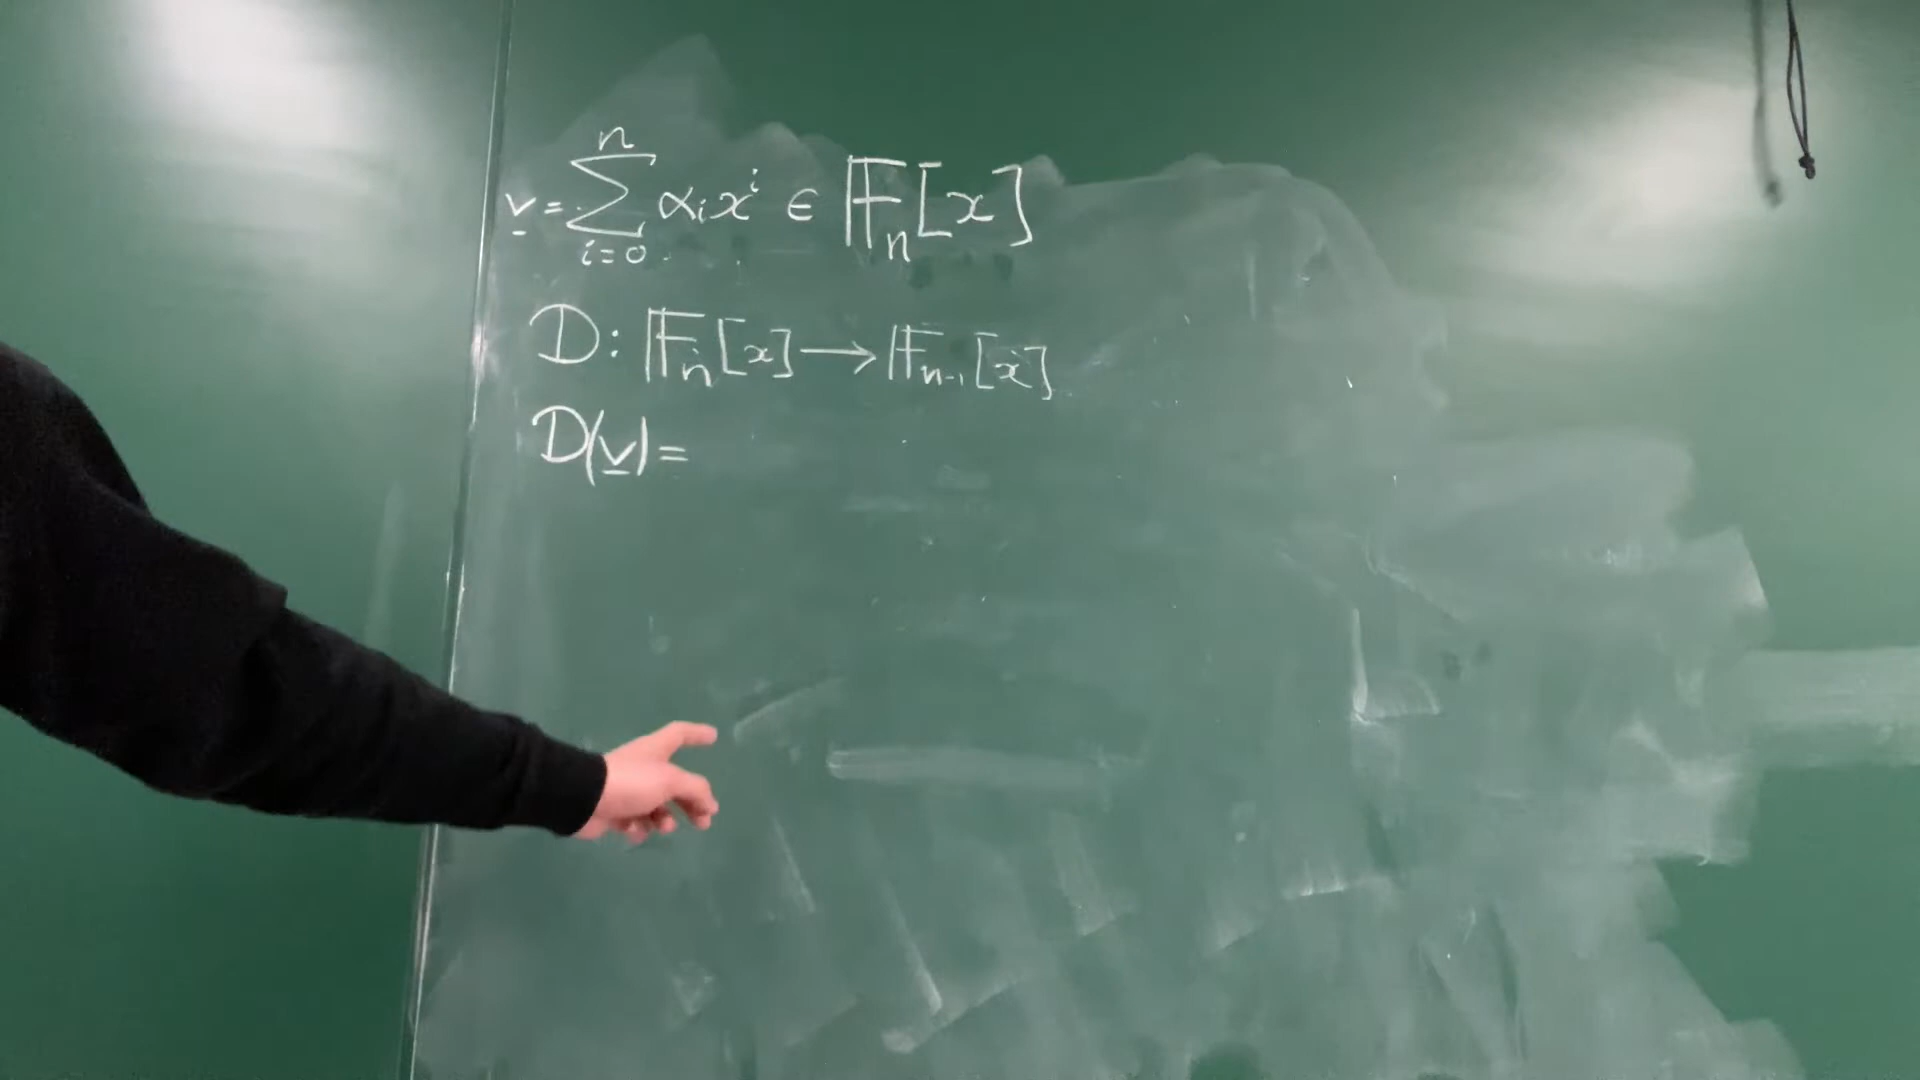 v = ∑_{i=0}^{n} α_i x^i ∈ 𝔽_n[x]
D : 𝔽_n[x] → 𝔽_{n-1}[x]
D(v) =